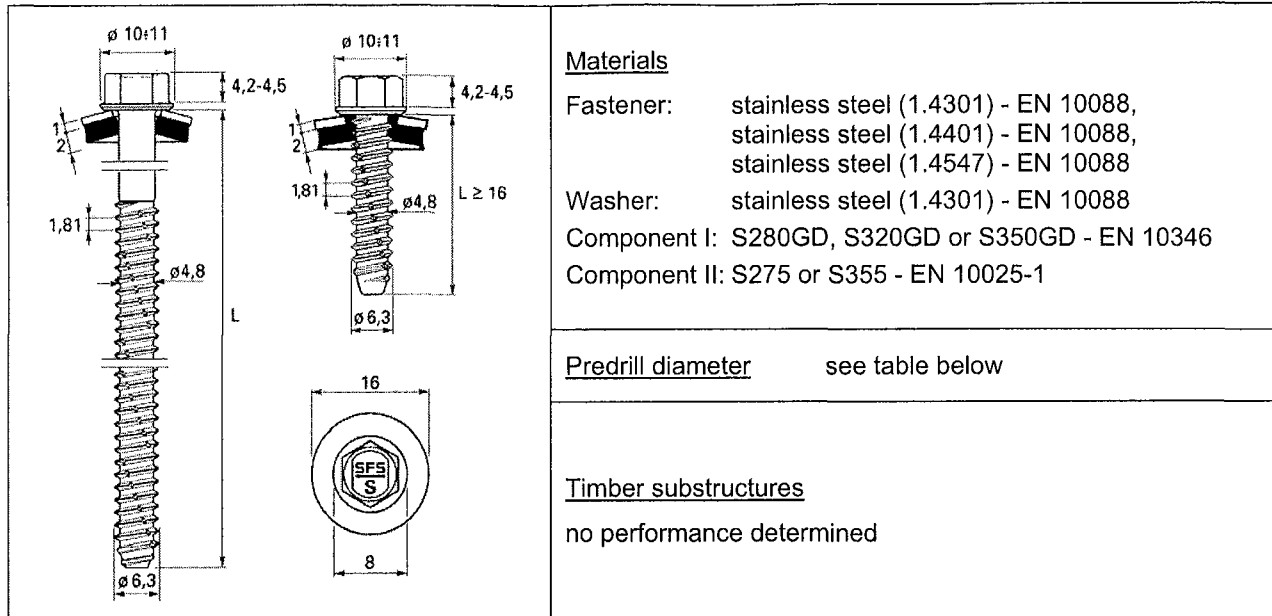 ø 10÷11
4,2-4,5
1
2
1,81
ø4,8
L
ø 6,3
ø 10÷11
4,2-4,5
1
2
1,81
ø4,8
L ≥ 16
ø 6,3
16
SFS
S
8
Materials
Fastener: stainless steel (1.4301) - EN 10088,
stainless steel (1.4401) - EN 10088,
stainless steel (1.4547) - EN 10088
Washer: stainless steel (1.4301) - EN 10088
Component I: S280GD, S320GD or S350GD - EN 10346
Component II: S275 or S355 - EN 10025-1
Predrill diameter see table below
Timber substructures
no performance determined